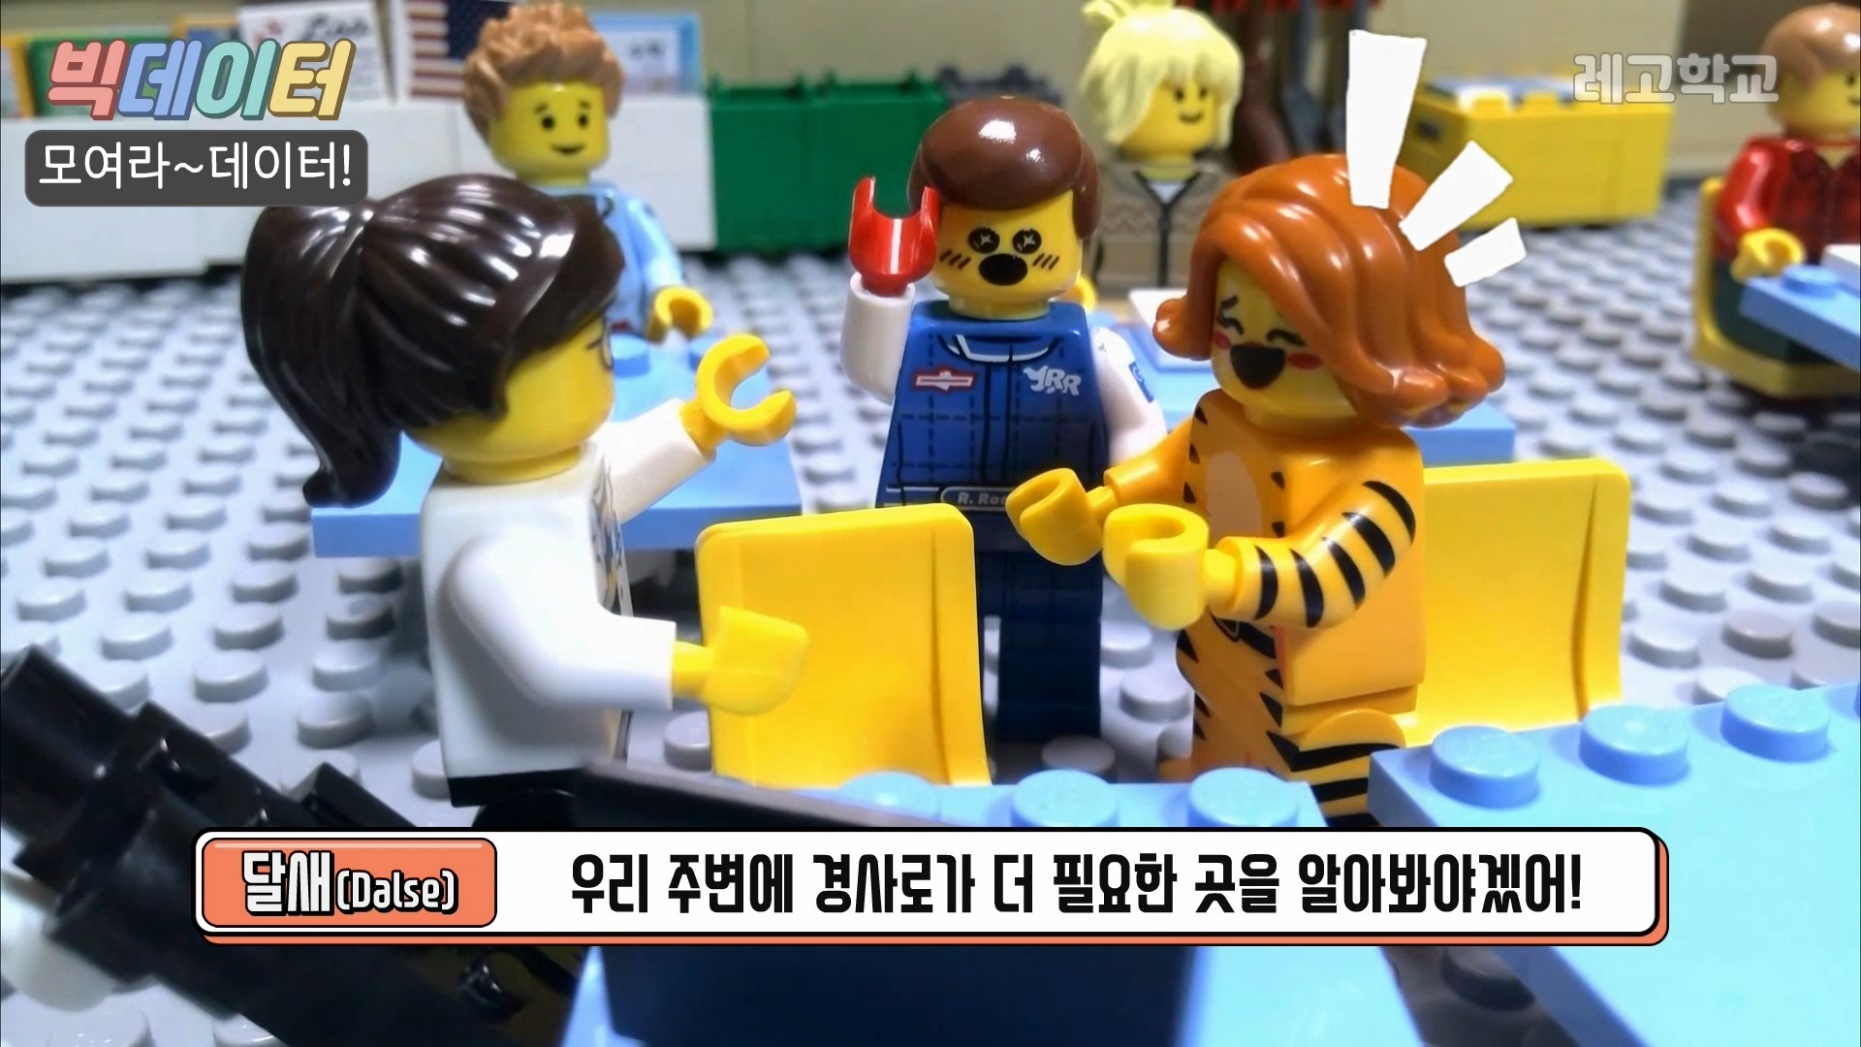 빅데이터
모여라~데이터!
레고학교
RR
R. Rac
달새(Dalse)
우리 주변에 경사로가 더 필요한 곳을 알아봐야겠어!